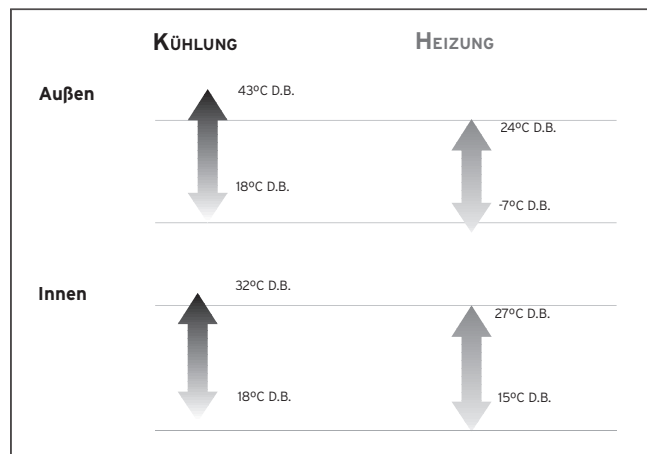 KÜHLUNG HEIZUNG
Außen
43ºC D.B.
24ºC D.B.
18ºC D.B.
-7ºC D.B.
Innen
32ºC D.B.
27ºC D.B.
18ºC D.B. 15ºC D.B.